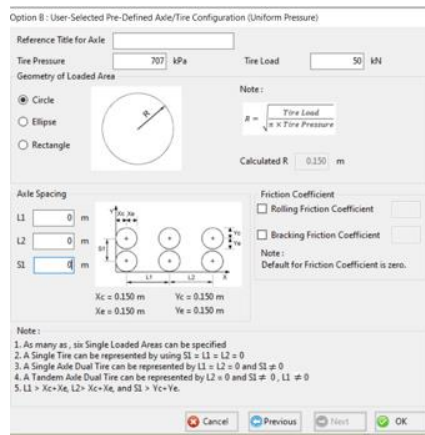 Option B : User-Selected Pre-Defined Axle/Tire Configuration (Uniform Pressure)
Reference Title for Axle
Tire Pressure 707 kPa Tire Load 50 kN
Geometry of Loaded Area
Circle
Ellipse
Rectangle
R
Note :
R = √ Tire Load / π × Tire Pressure
Calculated R 0.150 m
Axle Spacing
L1 0 m
L2 0 m
S1 0 m
Y Xc Xe
Yc
Ye
S1
L1 L2 X
Xc = 0.150 m Yc = 0.150 m
Xe = 0.150 m Ye = 0.150 m
Friction Coefficient
Rolling Friction Coefficient
Bracking Friction Coefficient
Note :
Default for Friction Coefficient is zero.
Note :
1. As many as , six Single Loaded Areas can be specified
2. A Single Tire can be represented by using S1 = L1 = L2 = 0
3. A Single Axle Dual Tire can be represented by L1 = L2 = 0 and S1 ≠ 0
4. A Tandem Axle Dual Tire can be represented by L2 = 0 and S1 ≠ 0 , L1 ≠ 0
5. L1 > Xc+Xe, L2> Xc+Xe, and S1 > Yc+Ye.
Cancel Previous Next OK